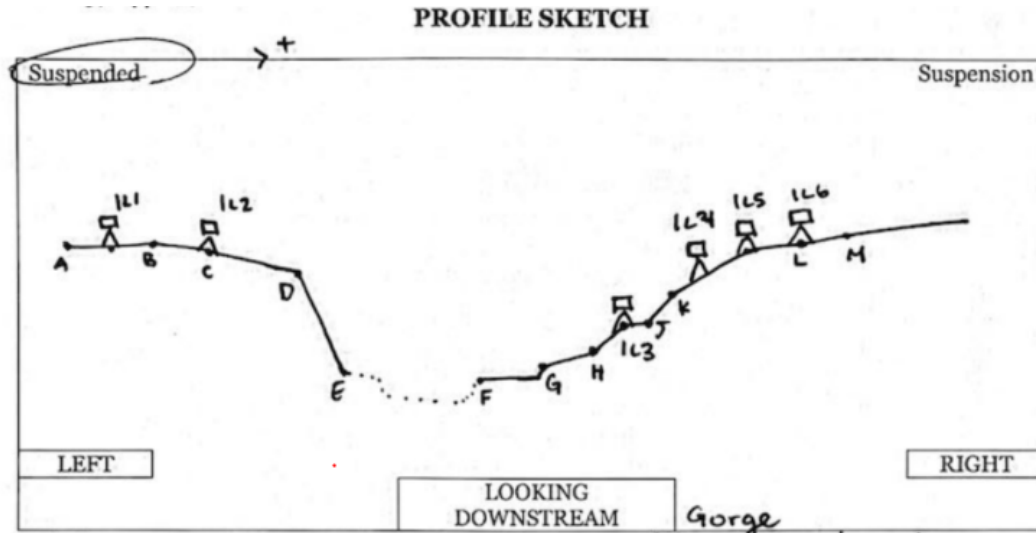 PROFILE SKETCH
+
Suspended
Suspension
IL1
IL2
IL4
IL5
IL6
A
B
C
D
E
F
G
H
IL3
J
K
L
M
LEFT
RIGHT
LOOKING
DOWNSTREAM
Gorge